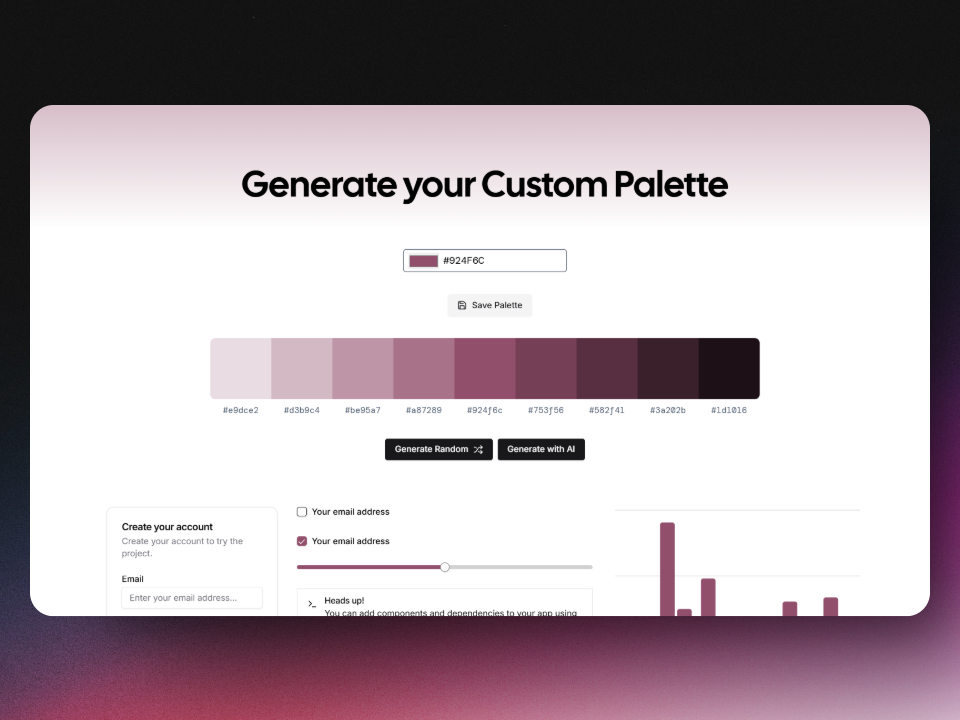 Generate your Custom Palette
#924F6C
Save Palette
#e9dce2 #d3b9c4 #be95a7 #a87289 #924f6c #753f56 #582f41 #3a202b #1d1016
Generate Random Generate with AI
Create your account
Create your account to try the
project.
Email
Enter your email address...
Your email address
Your email address
Heads up!
You can add components and dependencies to your app using